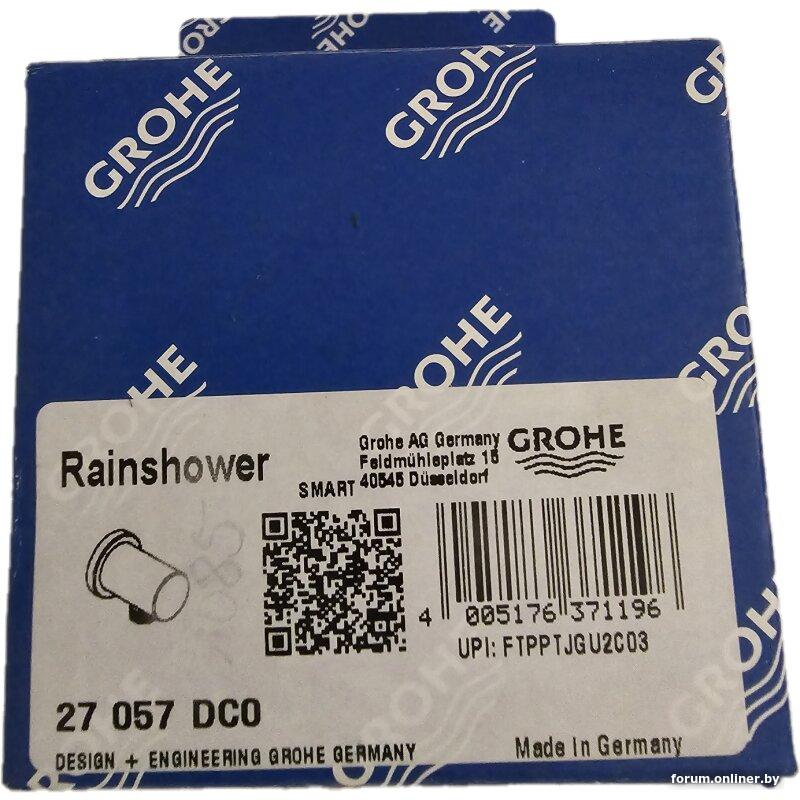 GROHE
GROHE
GROHE
GROHE
Rainshower
Grohe AG Germany
Feldmühleplatz 15
SMART 40545 Düsseldorf
GROHE
4 005176 371196
UPI: FTPPTJGU2C03
27 057 DC0
DESIGN + ENGINEERING GROHE GERMANY
Made in Germany
forum.onliner.by